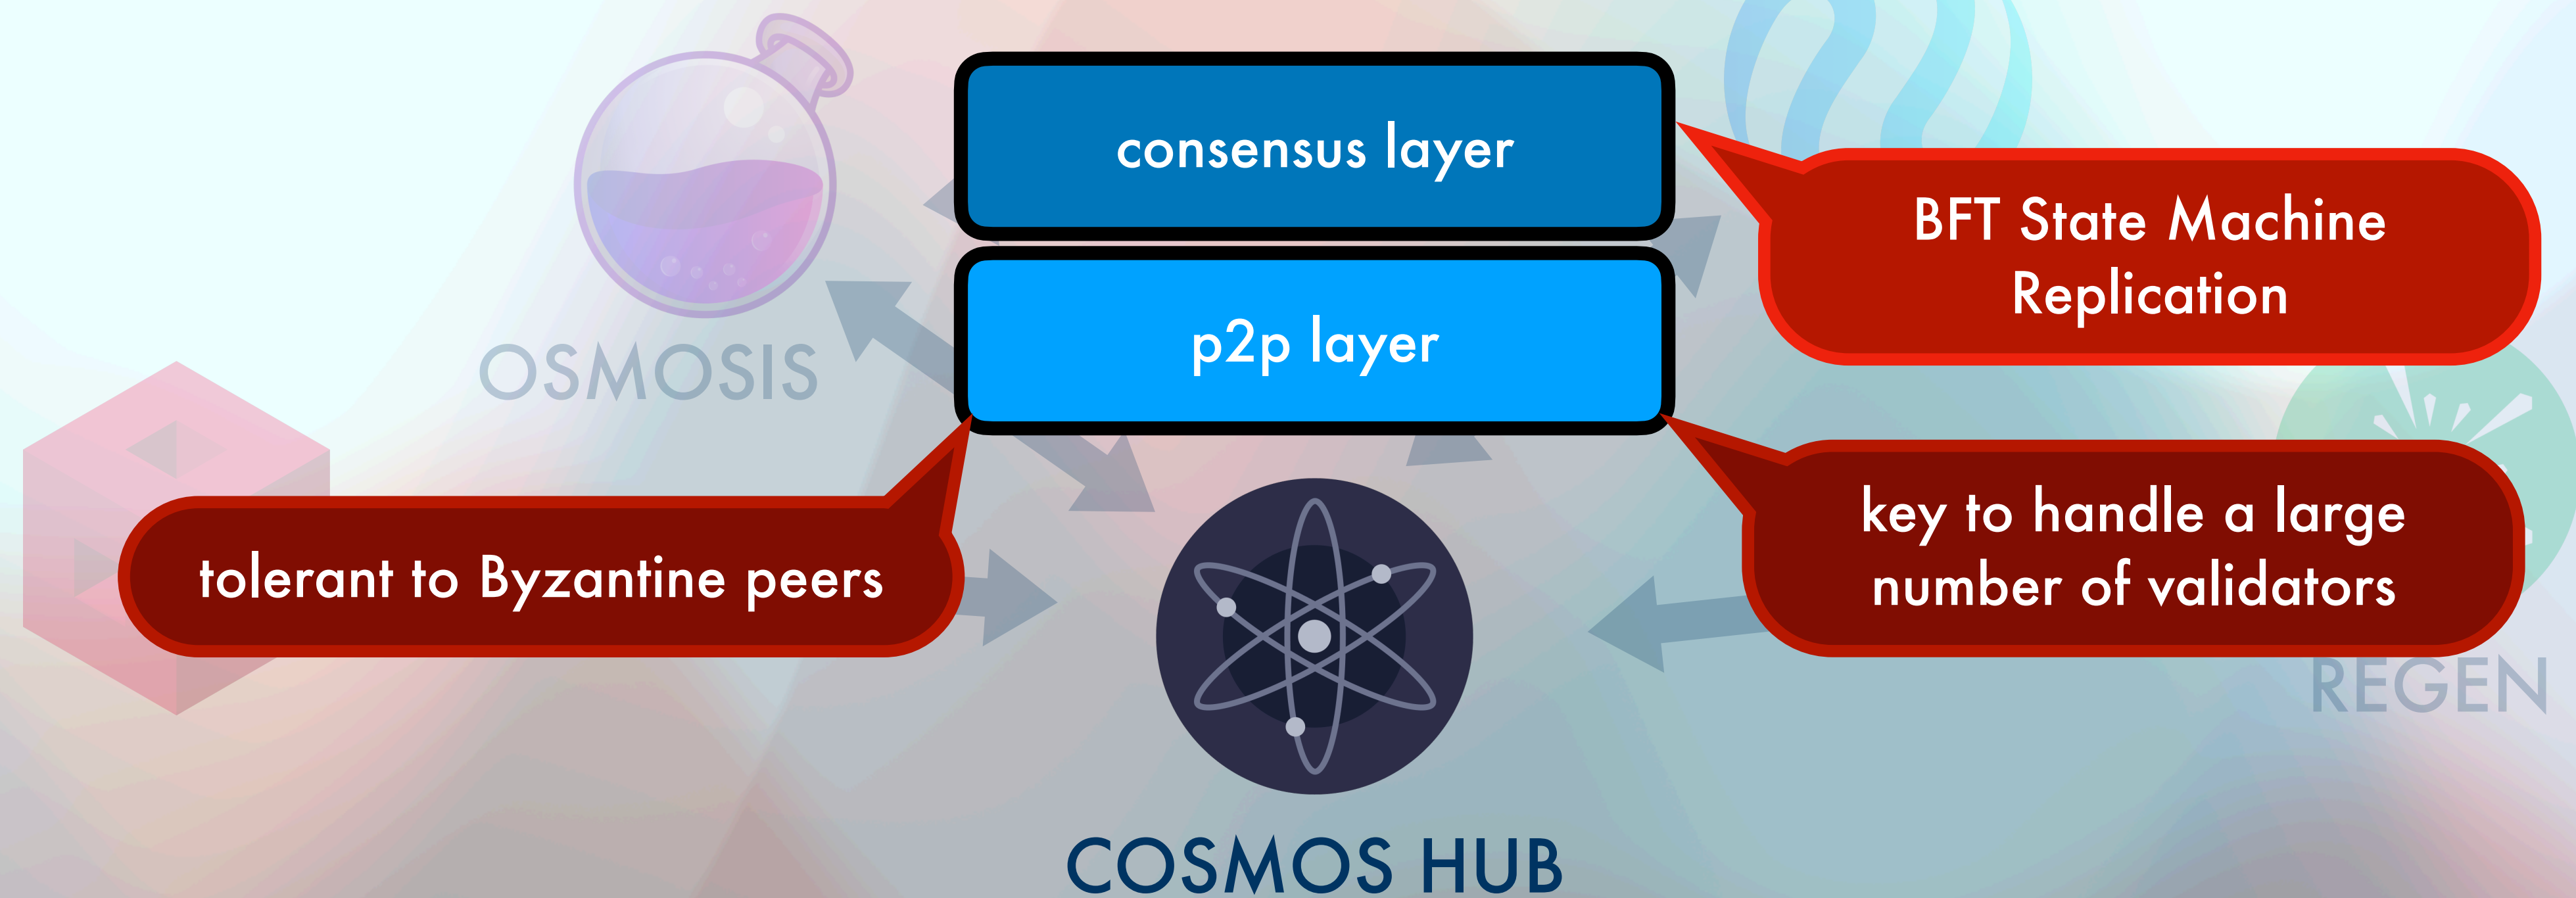 consensus layer
BFT State Machine
Replication
p2p layer
OSMOSIS
key to handle a large
number of validators
tolerant to Byzantine peers
REGEN
COSMOS HUB